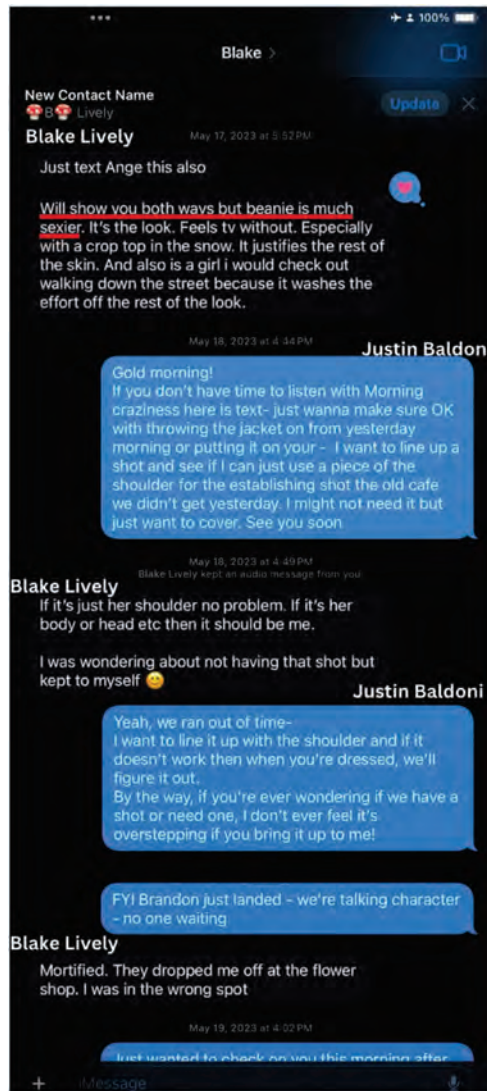 100%
Blake >
New Contact Name
B Lively
Update
Blake Lively
May 17, 2023 at 5:52 PM
Just text Ange this also
Will show you both ways but beanie is much
sexier. It's the look. Feels tv without. Especially
with a crop top in the snow. It justifies the rest of
the skin. And also is a girl i would check out
walking down the street because it washes the
effort off the rest of the look.
May 18, 2023 at 4:44 PM
Justin Baldon
Gold morning!
If you don't have time to listen with Morning
craziness here is text- just wanna make sure OK
with throwing the jacket on from yesterday
morning or putting it on your - I want to line up a
shot and see if I can just use a piece of the
shoulder for the establishing shot the old cafe
we didn't get yesterday. I might not need it but
just want to cover. See you soon
May 18, 2023 at 4:49 PM
Blake Lively kept an audio message from you
Blake Lively
If it's just her shoulder no problem. If it's her
body or head etc then it should be me.
I was wondering about not having that shot but
kept to myself 😊
Justin Baldoni
Yeah, we ran out of time-
I want to line it up with the shoulder and if it
doesn't work then when you're dressed, we'll
figure it out.
By the way, if you're ever wondering if we have a
shot or need one, I don't ever feel it's
overstepping if you bring it up to me!
FYI Brandon just landed - we're talking character
- no one waiting
Blake Lively
Mortified. They dropped me off at the flower
shop. I was in the wrong spot
May 19, 2023 at 4:02 PM
Just wanted to check on you this morning after
iMessage